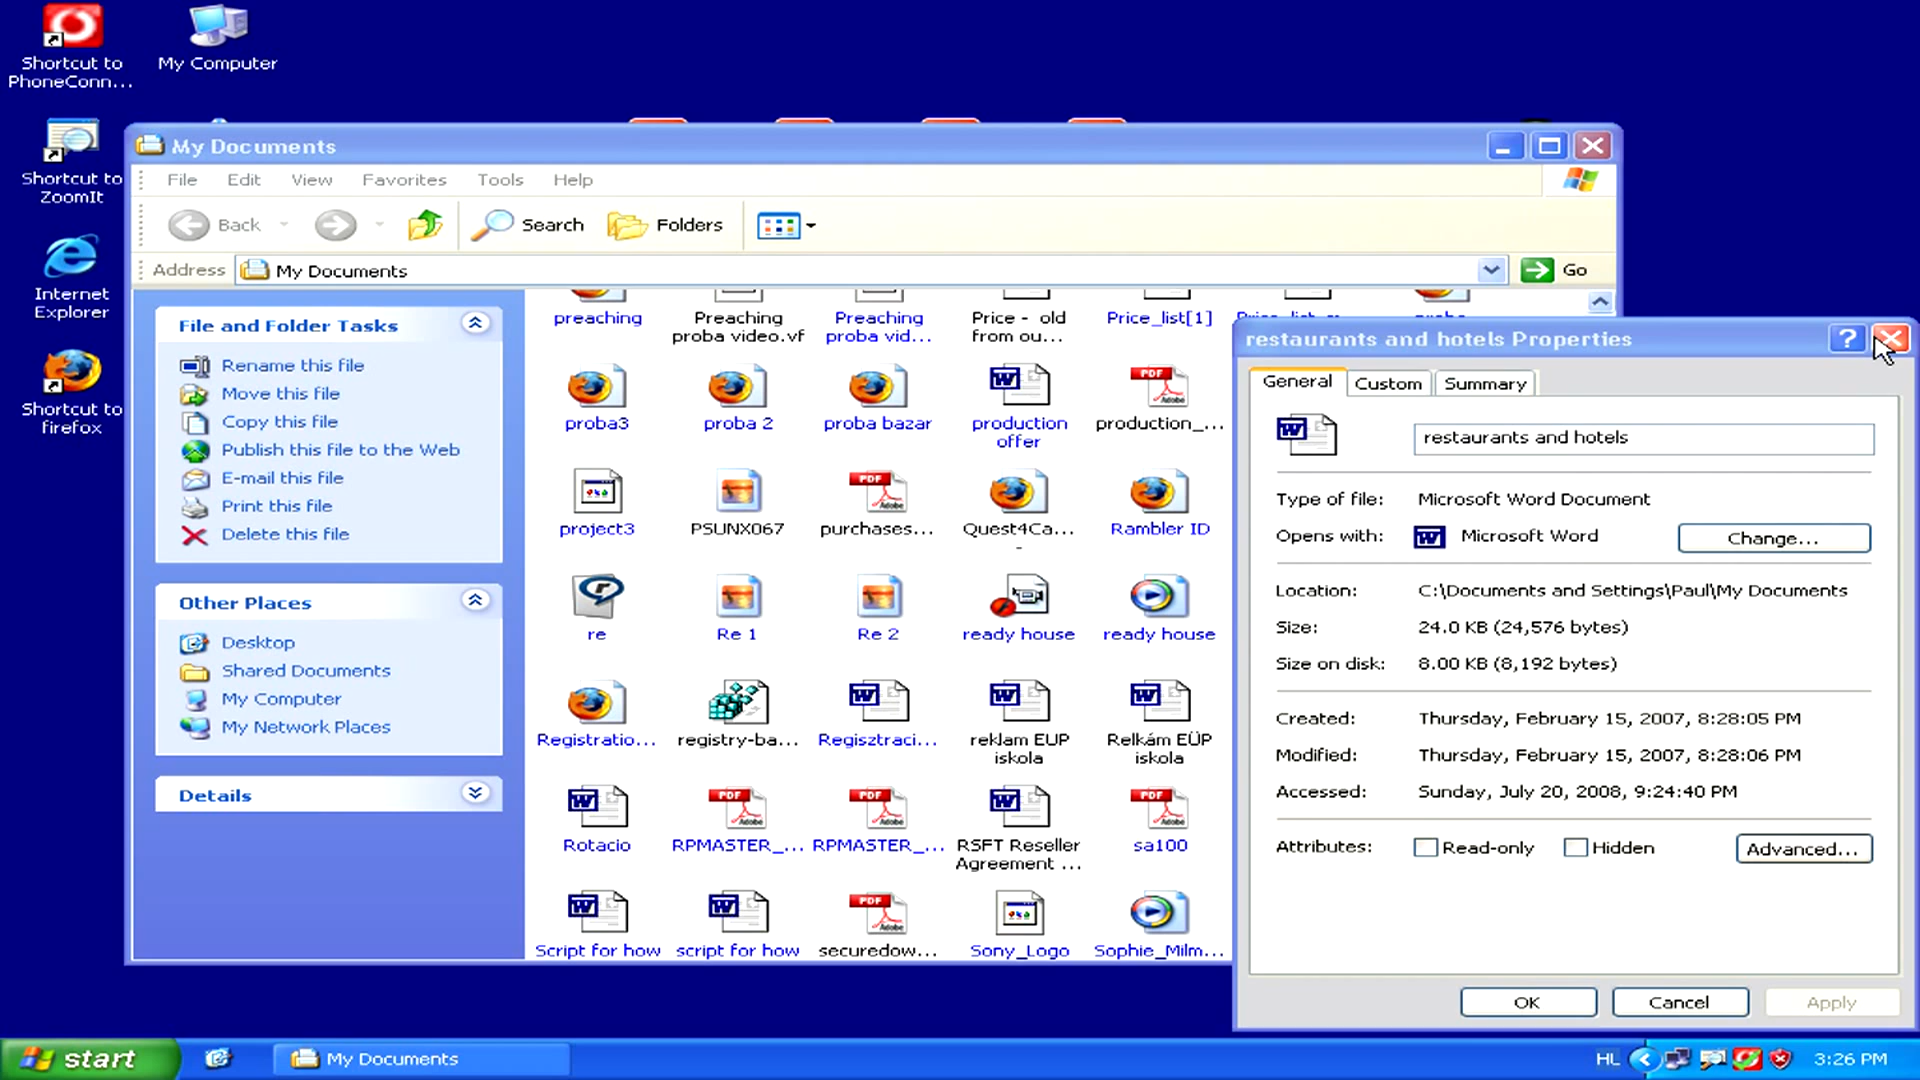 Shortcut to
PhoneConn...
My Computer
Shortcut to
ZoomIt
Internet
Explorer
Shortcut to
firefox
My Documents
File Edit View Favorites Tools Help
Back Search Folders
Address My Documents Go
File and Folder Tasks
Rename this file
Move this file
Copy this file
Publish this file to the Web
E-mail this file
Print this file
Delete this file
Other Places
Desktop
Shared Documents
My Computer
My Network Places
Details
preaching
Preaching
proba video.vf
Preaching
proba vid...
Price - old
from ou...
Price_list[1]
proba3
proba 2
proba bazar
production
offer
production_...
project3
PSUNX067
purchases...
Quest4Ca...
-
Rambler ID
re
Re 1
Re 2
ready house
ready house
Registratio...
registry-ba...
Regisztraci...
reklam EUP
iskola
Relkám EÜP
iskola
Rotacio
RPMASTER_...
RPMASTER_...
RSFT Reseller
Agreement ...
sa100
Script for how
script for how
securedow...
Sony_Logo
Sophie_Milm...
restaurants and hotels Properties
General Custom Summary
restaurants and hotels
Type of file: Microsoft Word Document
Opens with: Microsoft Word Change...
Location: C:\Documents and Settings\Paul\My Documents
Size: 24.0 KB (24,576 bytes)
Size on disk: 8.00 KB (8,192 bytes)
Created: Thursday, February 15, 2007, 8:28:05 PM
Modified: Thursday, February 15, 2007, 8:28:06 PM
Accessed: Sunday, July 20, 2008, 9:24:40 PM
Attributes: Read-only Hidden Advanced...
OK Cancel Apply
start My Documents HL 3:26 PM